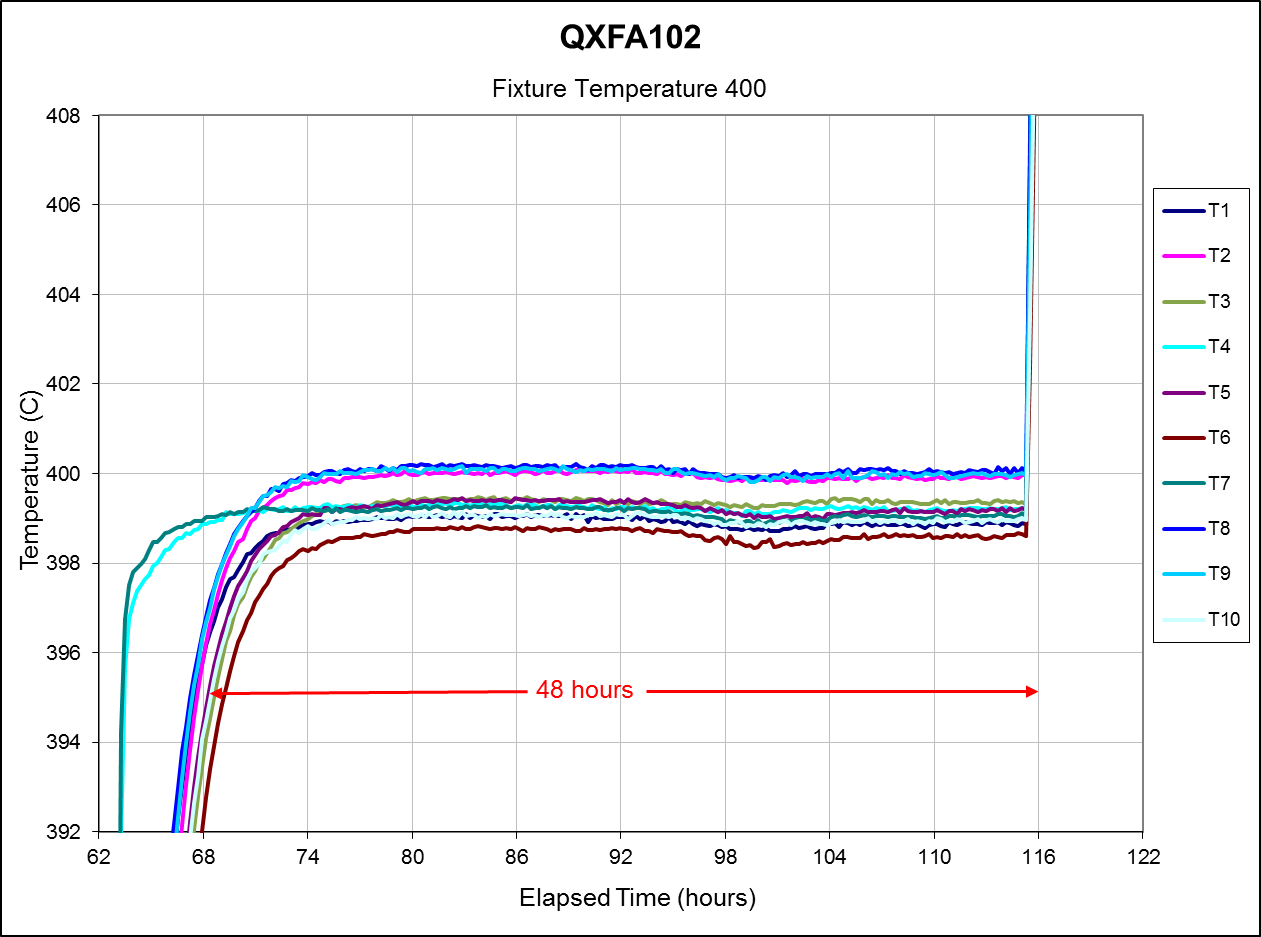 QXFA102
Fixture Temperature 400
408
406
404
402
400
398
396
394
392
Temperature (C)
48 hours
62 68 74 80 86 92 98 104 110 116 122
Elapsed Time (hours)
T1
T2
T3
T4
T5
T6
T7
T8
T9
T10